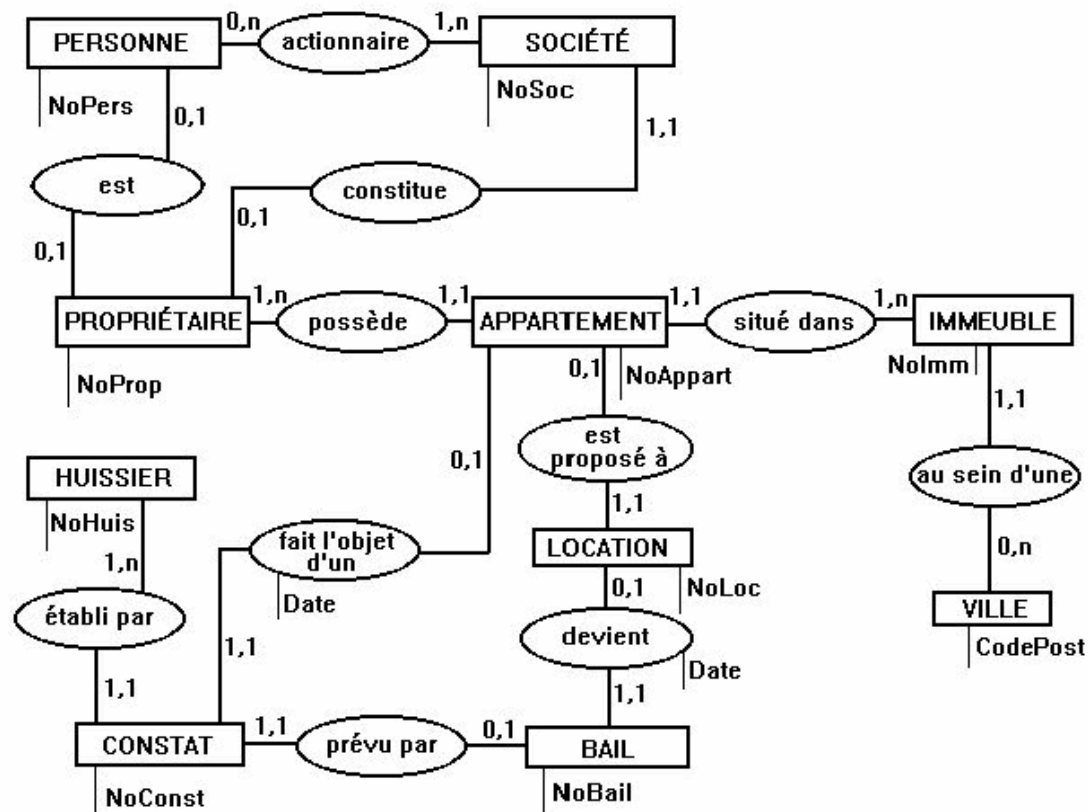 0,n
1,n
PERSONNE
actionnaire
SOCIÉTÉ
NoPers
0,1
NoSoc
1,1
est
constitue
0,1
0,1
1,n
1,1
1,1
1,n
PROPRIÉTAIRE
possède
APPARTEMENT
situé dans
IMMEUBLE
NoProp
0,1
NoAppart
NoImm
1,1
est
proposé à
0,1
HUISSIER
au sein d'une
NoHuis
1,1
1,n
fait l'objet
d'un
LOCATION
0,n
Date
0,1
NoLoc
établi par
VILLE
devient
1,1
CodePost
Date
1,1
1,1
1,1
0,1
CONSTAT
prévu par
BAIL
NoConst
NoBail